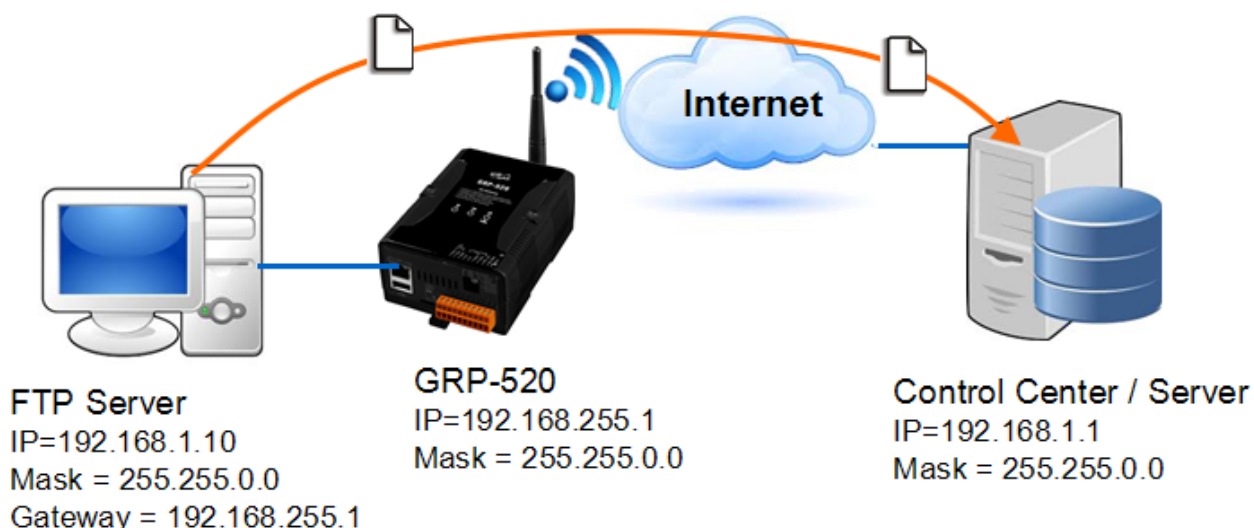 Internet
GRP-520
FTP Server
IP=192.168.1.10
Mask = 255.255.0.0
Gateway = 192.168.255.1
GRP-520
IP=192.168.255.1
Mask = 255.255.0.0
Control Center / Server
IP=192.168.1.1
Mask = 255.255.0.0